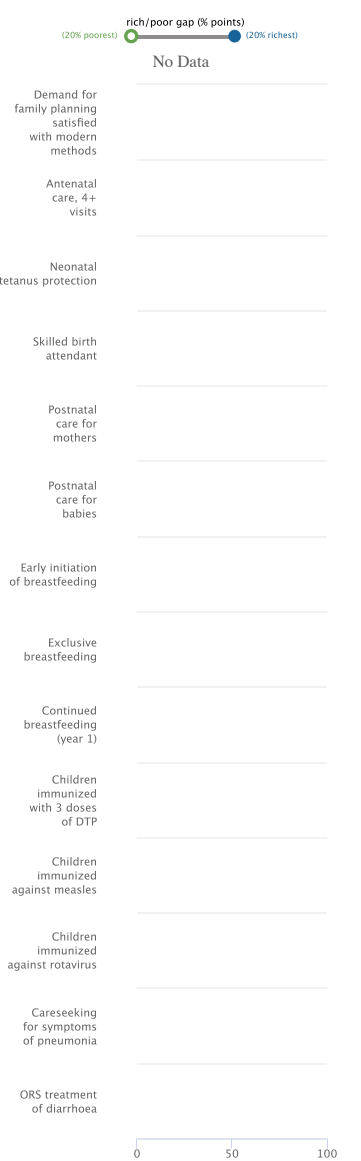 rich/poor gap (% points)
(20% poorest) (20% richest)
No Data
Demand for
family planning
satisfied
with modern
methods
Antenatal
care, 4+
visits
Neonatal
tetanus protection
Skilled birth
attendant
Postnatal
care for
mothers
Postnatal
care for
babies
Early initiation
of breastfeeding
Exclusive
breastfeeding
Continued
breastfeeding
(year 1)
Children
immunized
with 3 doses
of DTP
Children
immunized
against measles
Children
immunized
against rotavirus
Careseeking
for symptoms
of pneumonia
ORS treatment
of diarrhoea
0 50 100